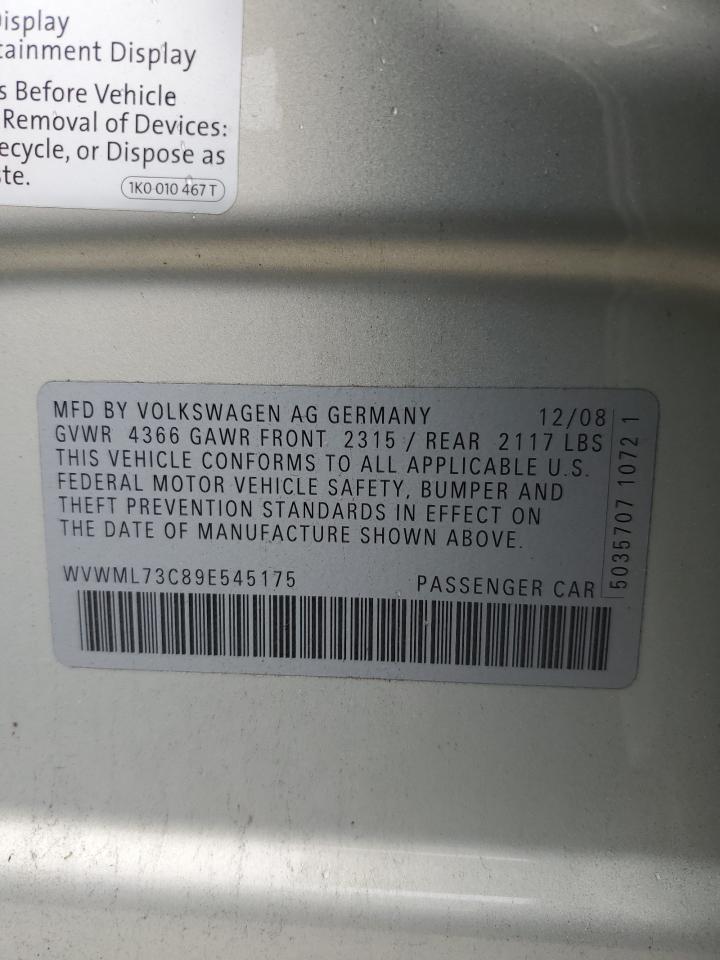 Display
tainment Display
s Before Vehicle
Removal of Devices:
ecycle, or Dispose as
ste.
1K0 010 467 T
MFD BY VOLKSWAGEN AG GERMANY 12/08
GVWR 4366 GAWR FRONT 2315 / REAR 2117 LBS
THIS VEHICLE CONFORMS TO ALL APPLICABLE U.S.
FEDERAL MOTOR VEHICLE SAFETY, BUMPER AND
THEFT PREVENTION STANDARDS IN EFFECT ON
THE DATE OF MANUFACTURE SHOWN ABOVE.
WVWML73C89E545175 PASSENGER CAR
5035707 1072 1